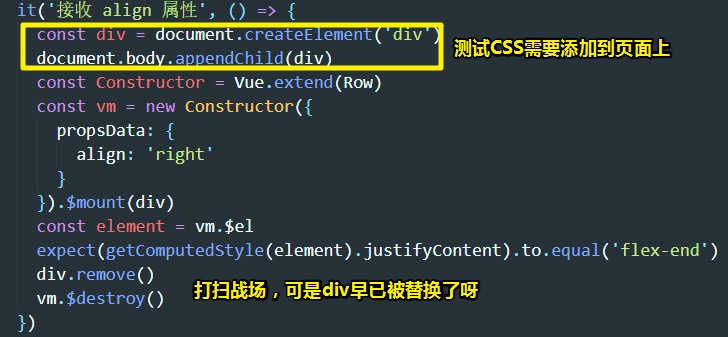 it('接收 align 属性', () => {
const div = document.createElement('div')
document.body.appendChild(div)
测试CSS需要添加到页面上
const Constructor = Vue.extend(Row)
const vm = new Constructor({
propsData: {
align: 'right'
}
}).$mount(div)
const element = vm.$el
expect(getComputedStyle(element).justifyContent).to.equal('flex-end')
div.remove()
打扫战场，可是div早已被替换了呀
vm.$destroy()
})